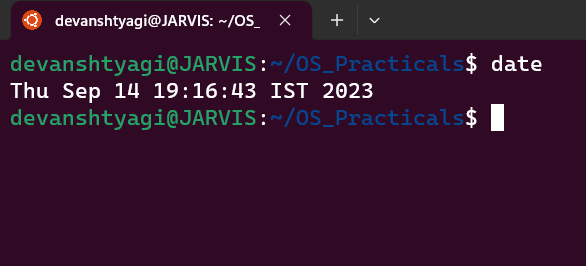 devanshtyagi@JARVIS: ~/OS_
devanshtyagi@JARVIS:~/OS_Practicals$ date
Thu Sep 14 19:16:43 IST 2023
devanshtyagi@JARVIS:~/OS_Practicals$